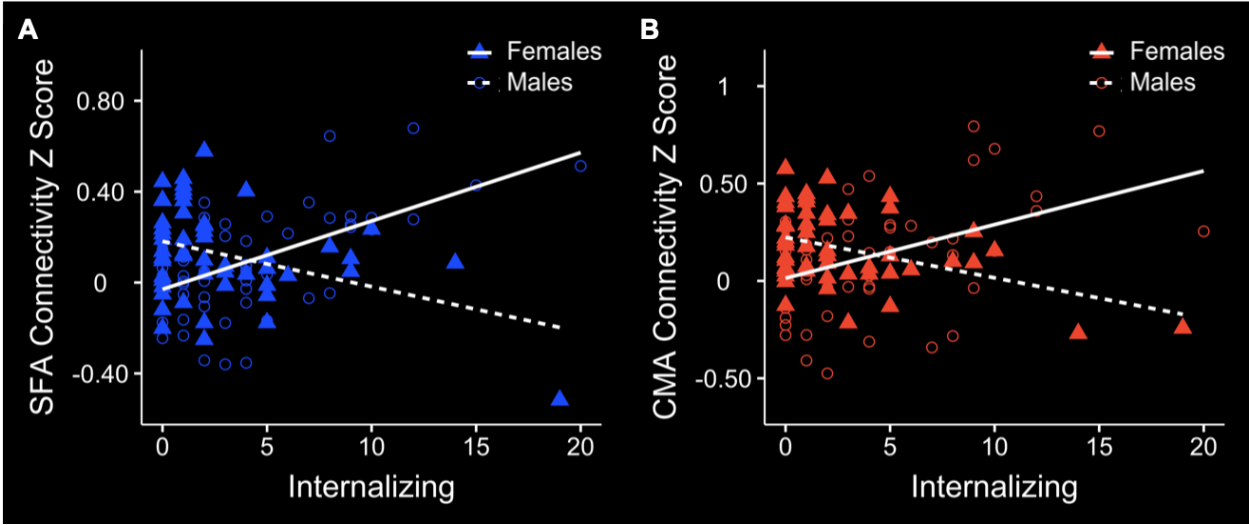 A
Females
Males
SFA Connectivity Z Score
0.80
0.40
0
-0.40
0
5
10
15
20
Internalizing
B
Females
Males
CMA Connectivity Z Score
1
0.50
0
-0.50
0
5
10
15
20
Internalizing